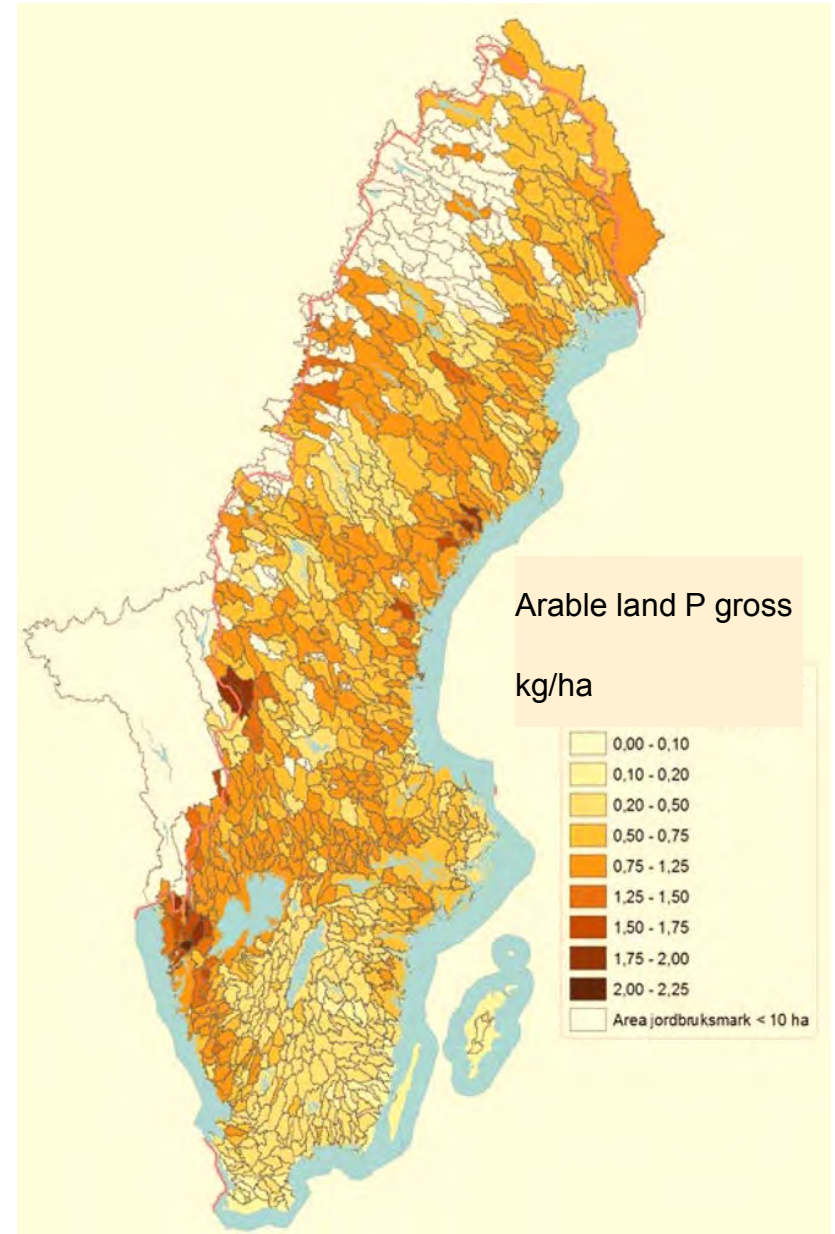 Arable land P gross
kg/ha
0,00 - 0,10
0,10 - 0,20
0,20 - 0,50
0,50 - 0,75
0,75 - 1,25
1,25 - 1,50
1,50 - 1,75
1,75 - 2,00
2,00 - 2,25
Area jordbruksmark < 10 ha